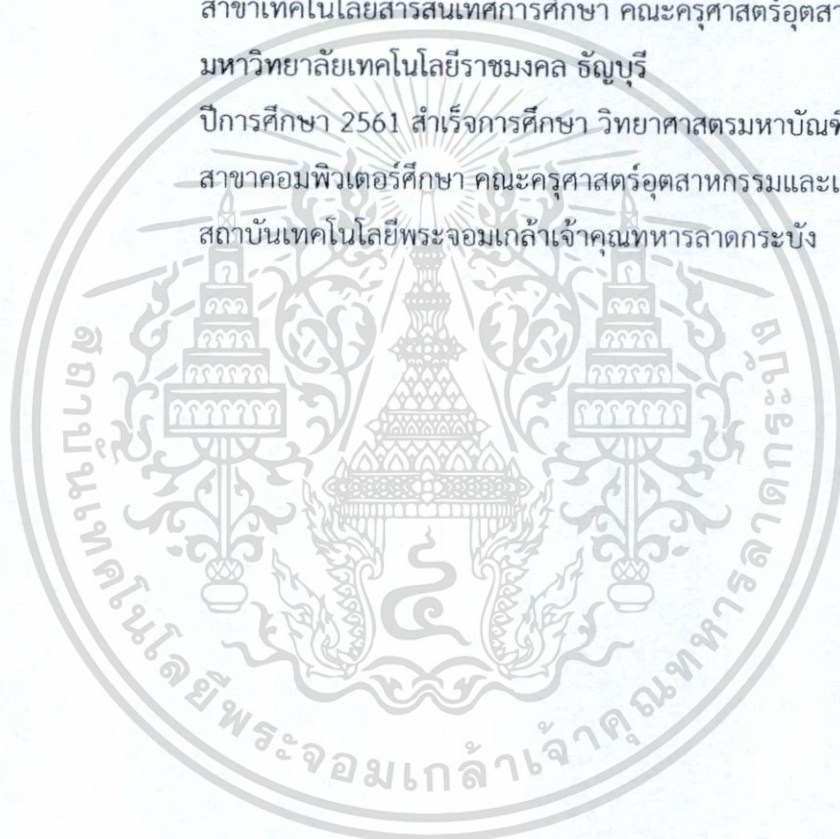 สาขาเทคโนโลยีสารสนเทศการศึกษา คณะครุศาสตร์อุตสา
มหาวิทยาลัยเทคโนโลยีราชมงคล ธัญบุรี
ปีการศึกษา 2561 สำเร็จการศึกษา วิทยาศาสตรมหาบัณฑิ
สาขาคอมพิวเตอร์ศึกษา คณะครุศาสตร์อุตสาหกรรมและเ
สถาบันเทคโนโลยีพระจอมเกล้าเจ้าคุณทหารลาดกระบัง
สถาบันเทคโนโลยีพระจอมเกล้าเจ้าคุณทหารลาดกระบัง